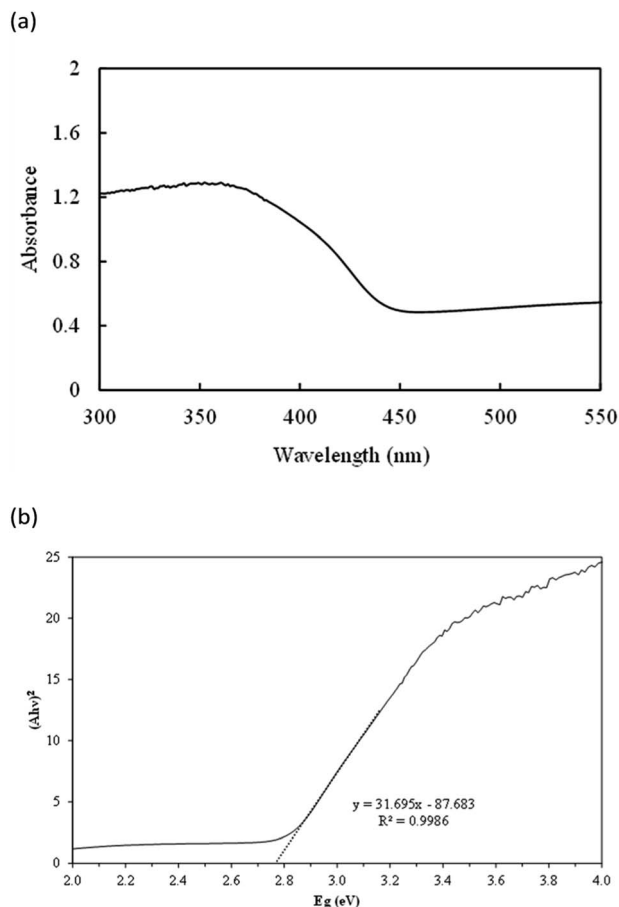 (a)
2
1.6
1.2
0.8
0.4
0
300 350 400 450 500 550
Absorbance
Wavelength (nm)
(b)
25
20
15
10
5
0
2.0 2.2 2.4 2.6 2.8 3.0 3.2 3.4 3.6 3.8 4.0
(Ahν)²
y = 31.695x - 87.683
R² = 0.9986
Eg (eV)